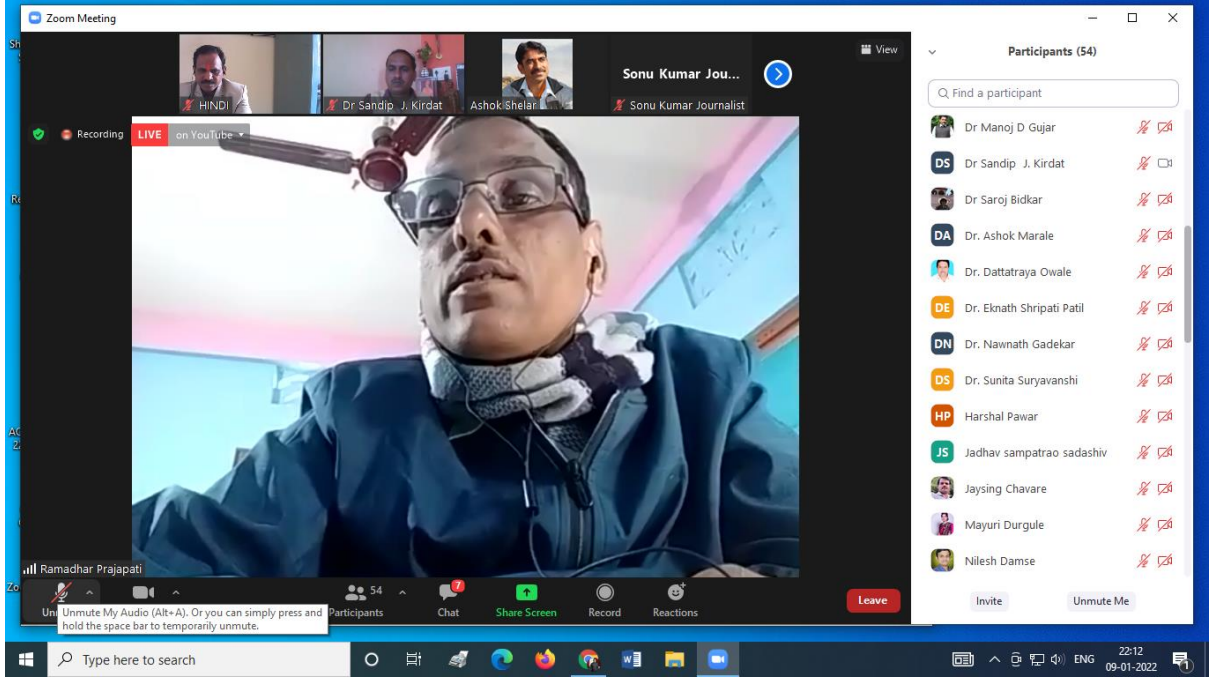 Zoom Meeting
HINDI
Dr Sandip J. Kirdat
Ashok Shelar
Sonu Kumar Jou...
Sonu Kumar Journalist
View
Recording
LIVE
on YouTube
Ramadhar Prajapati
Participants (54)
Find a participant
Dr Manoj D Gujar
DS Dr Sandip J. Kirdat
Dr Saroj Bidkar
DA Dr. Ashok Marale
Dr. Dattatraya Owale
DE Dr. Eknath Shripati Patil
DN Dr. Nawnath Gadekar
DS Dr. Sunita Suryavanshi
HP Harshal Pawar
JS Jadhav sampatrao sadashiv
Jaysing Chavare
Mayuri Durgule
Nilesh Damse
Invite
Unmute Me
54
7
Participants
Chat
Share Screen
Record
Reactions
Leave
Unmute My Audio (Alt+A). Or you can simply press and
hold the space bar to temporarily unmute.
Type here to search
ENG
22:12
09-01-2022
1